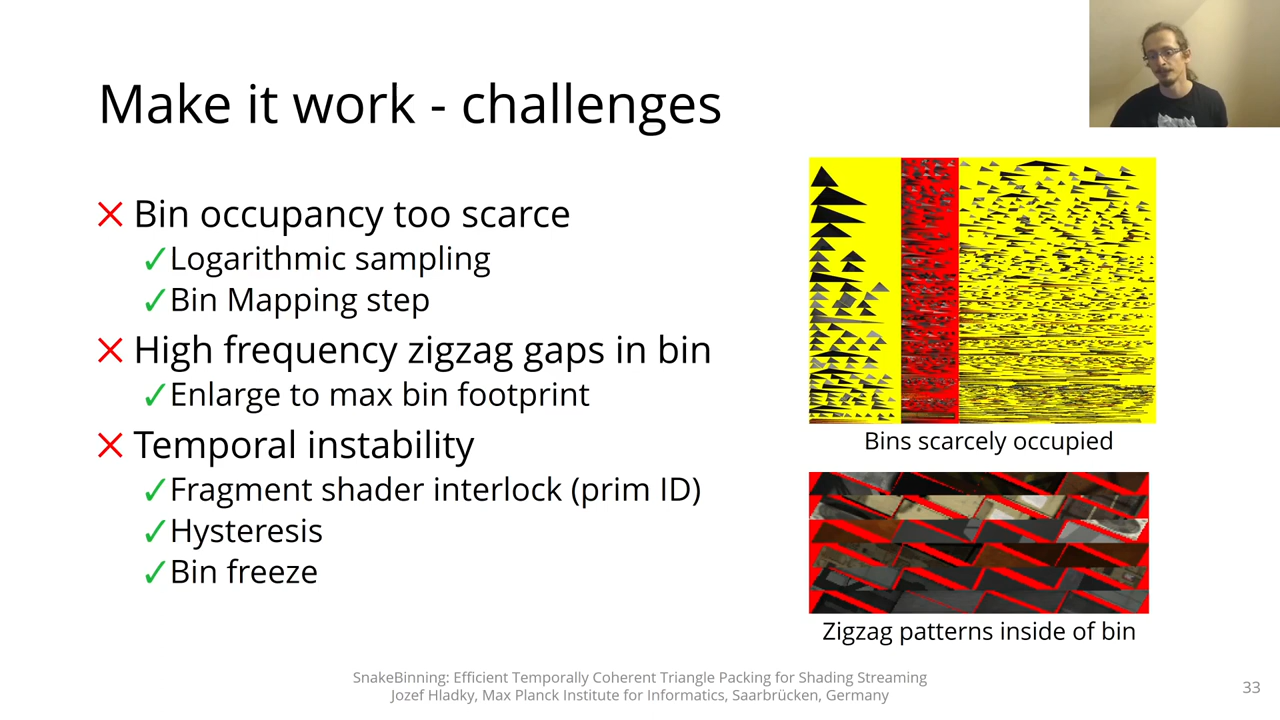 Make it work - challenges
Bin occupancy too scarce
Logarithmic sampling
Bin Mapping step
High frequency zigzag gaps in bin
Enlarge to max bin footprint
Temporal instability
Fragment shader interlock (prim ID)
Hysteresis
Bin freeze
Bins scarcely occupied
Zigzag patterns inside of bin
SnakeBinning: Efficient Temporally Coherent Triangle Packing for Shading Streaming
Jozef Hladky, Max Planck Institute for Informatics, Saarbrücken, Germany
33